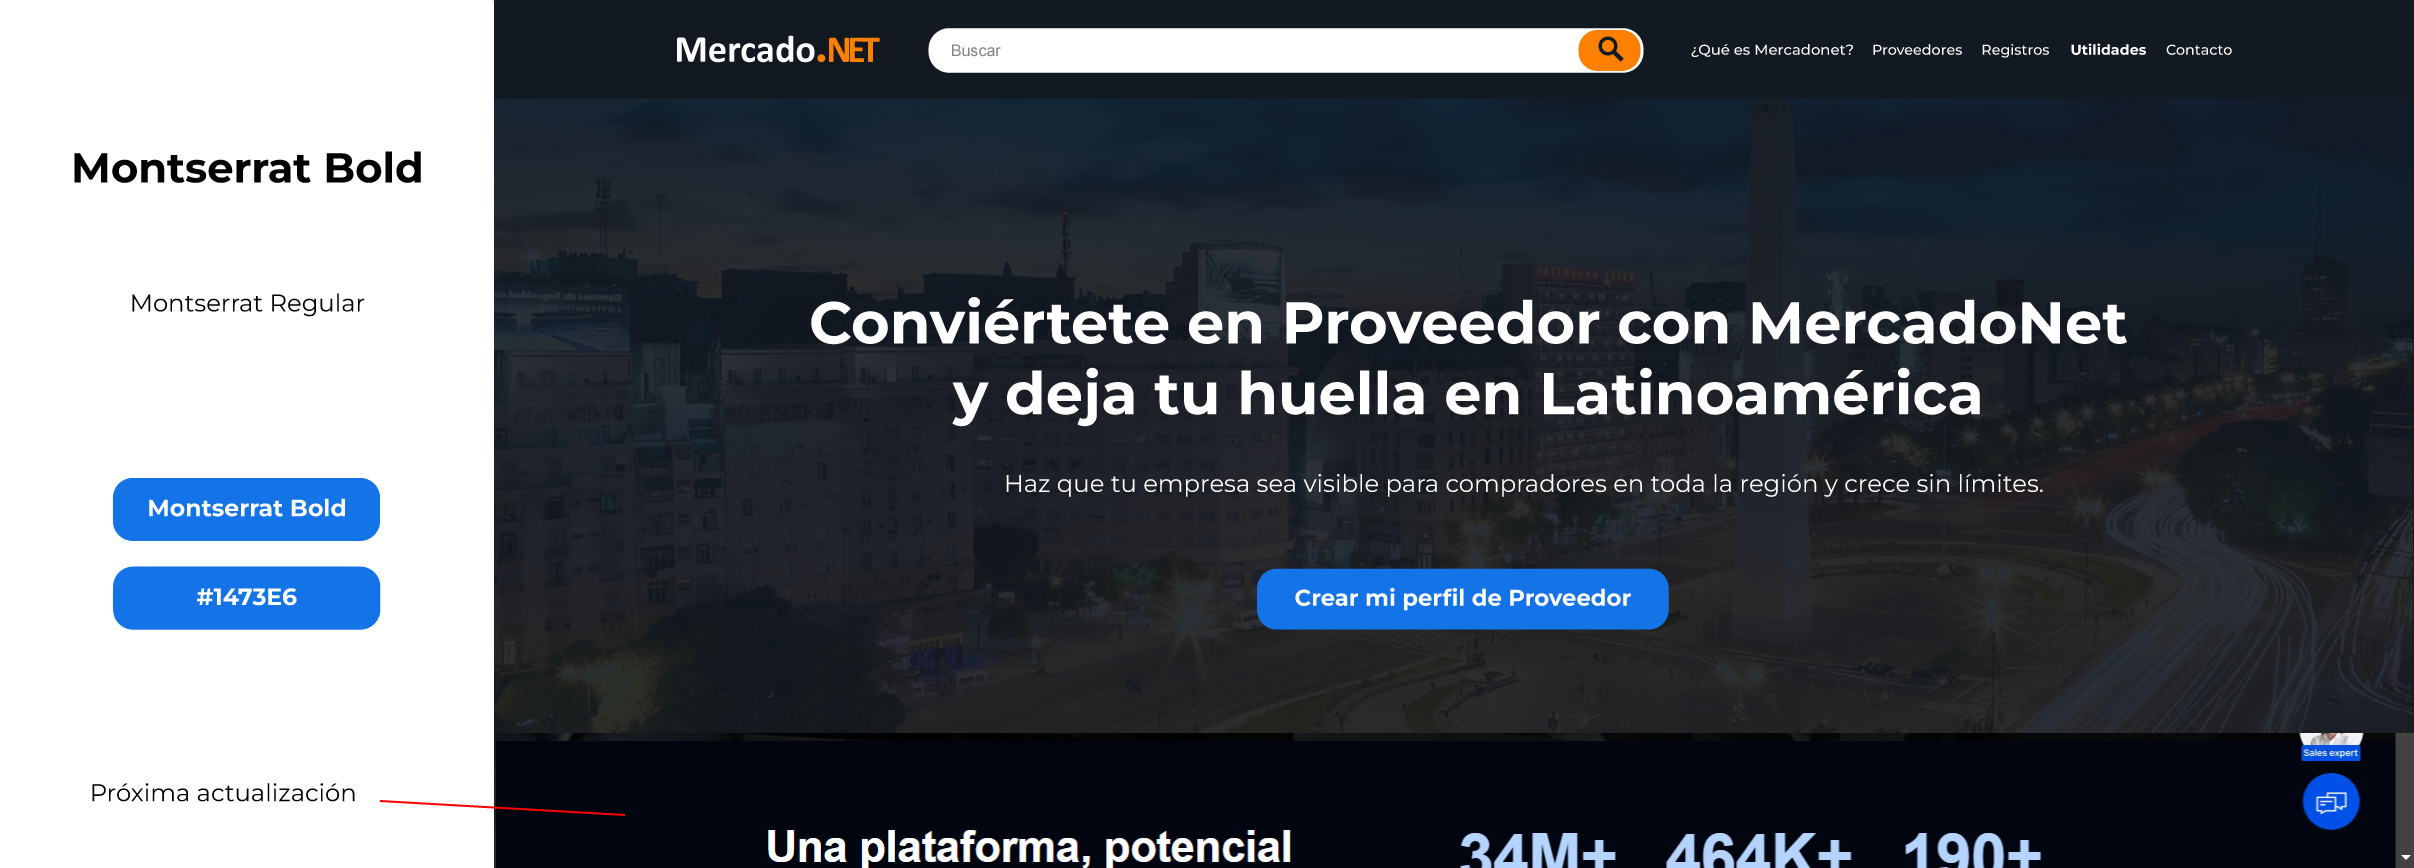 Mercado.NET
Buscar
¿Qué es Mercadonet? Proveedores Registros Utilidades Contacto
Montserrat Bold
Montserrat Regular
Conviértete en Proveedor con MercadoNet
y deja tu huella en Latinoamérica
Haz que tu empresa sea visible para compradores en toda la región y crece sin límites.
Montserrat Bold
#1473E6
Crear mi perfil de Proveedor
Sales expert
Próxima actualización
Una plataforma, potencial
34M+ 464K+ 190+